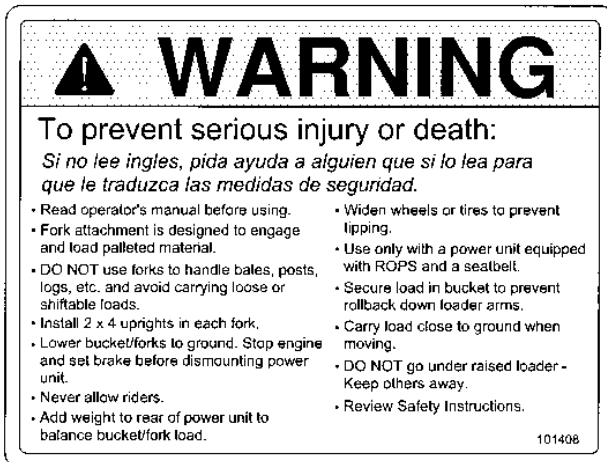 WARNING
To prevent serious injury or death:
Si no lee ingles, pida ayuda a alguien que si lo lea para
que le traduzca las medidas de seguridad.
• Read operator's manual before using.
• Fork attachment is designed to engage
and load palleted material.
• DO NOT use forks to handle bales, posts,
logs, etc. and avoid carrying loose or
shiftable loads.
• Install 2 x 4 uprights in each fork.
• Lower bucket/forks to ground. Stop engine
and set brake before dismounting power
unit.
• Never allow riders.
• Add weight to rear of power unit to
balance bucket/fork load.
• Widen wheels or tires to prevent
tipping.
• Use only with a power unit equipped
with ROPS and a seatbelt.
• Secure load in bucket to prevent
rollback down loader arms.
• Carry load close to ground when
moving.
• DO NOT go under raised loader -
Keep others away.
• Review Safety Instructions.
101408